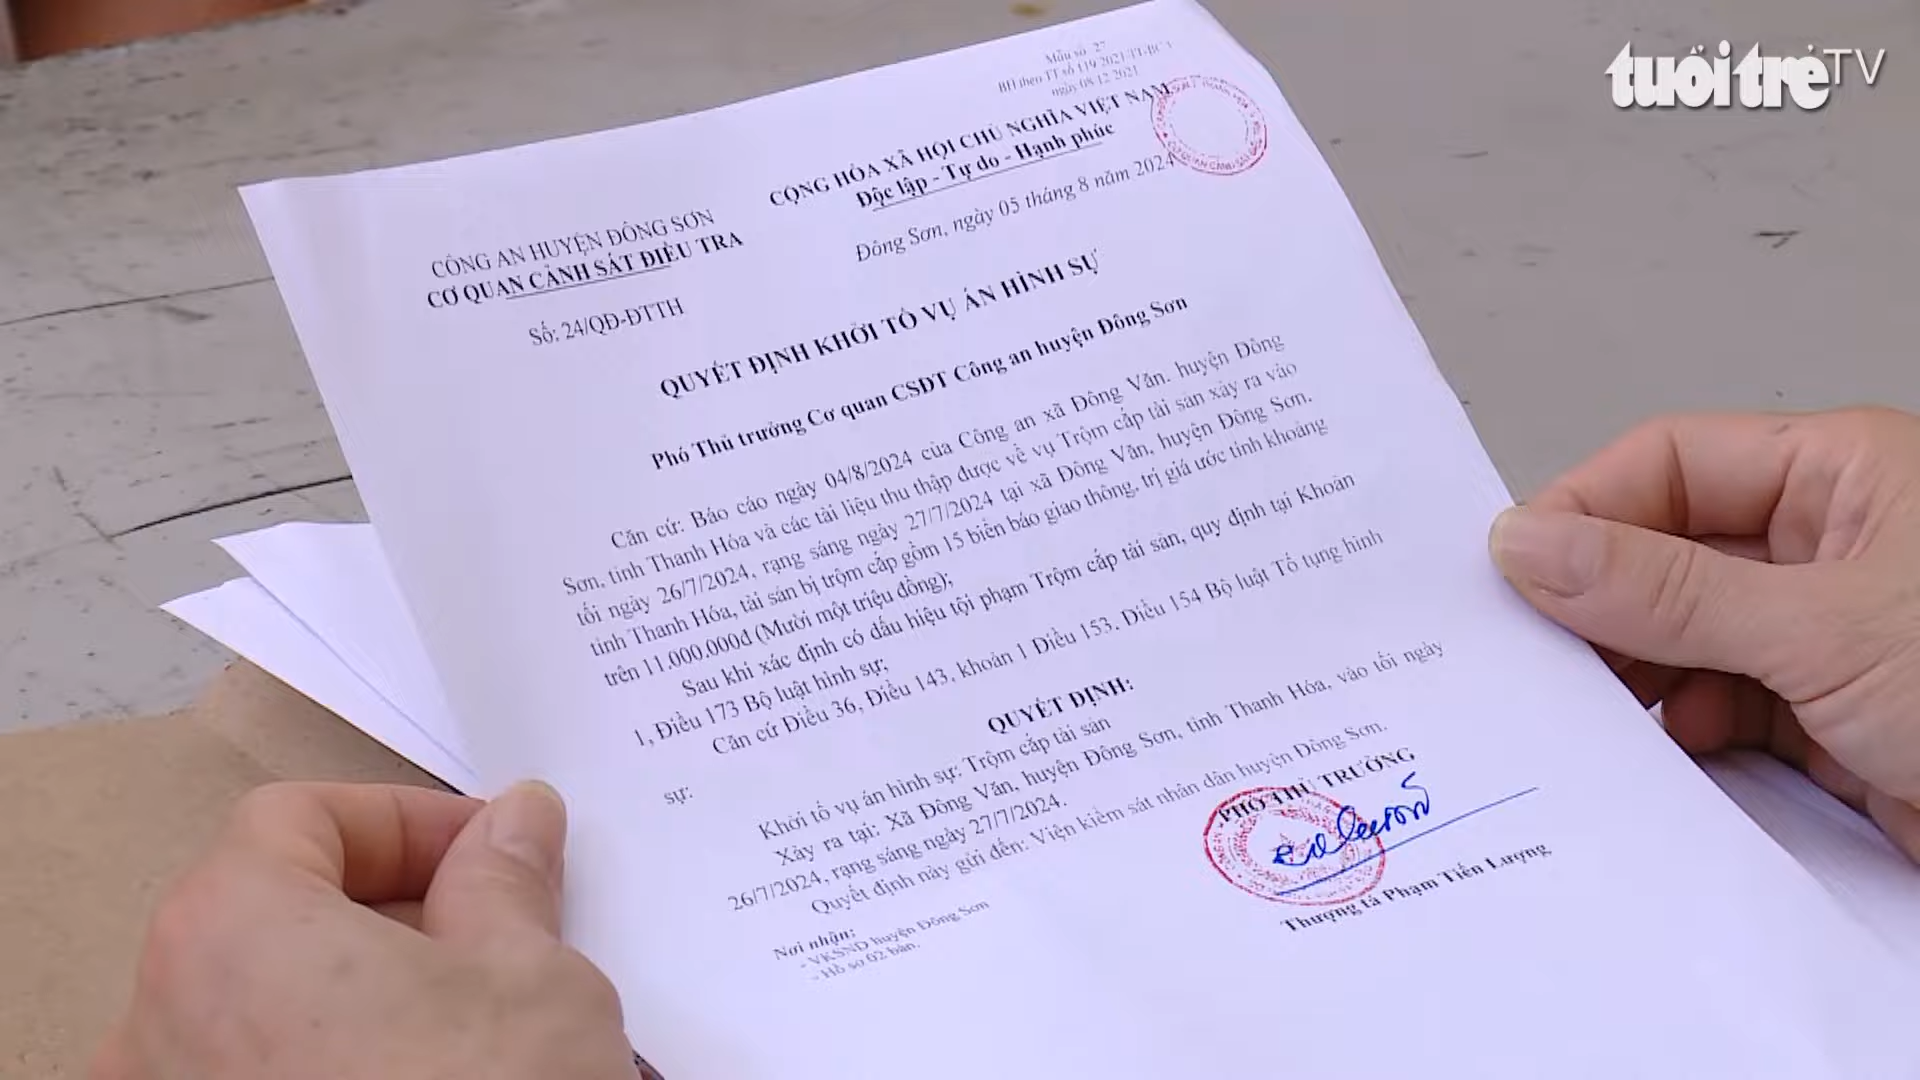 tuổi trẻ TV
Mẫu số 27
BH theo TT số 119/2021/TT-BCA
ngày 08/12/2021
CỘNG HÒA XÃ HỘI CHỦ NGHĨA VIỆT NAM
Độc lập - Tự do - Hạnh phúc
Đông Sơn, ngày 05 tháng 8 năm 2024
CÔNG AN HUYỆN ĐÔNG SƠN
CƠ QUAN CẢNH SÁT ĐIỀU TRA
Số: 24/QĐ-ĐTTH
QUYẾT ĐỊNH KHỞI TỐ VỤ ÁN HÌNH SỰ
Phó Thủ trưởng Cơ quan CSĐT Công an huyện Đông Sơn
Căn cứ: Báo cáo ngày 04/8/2024 của Công an xã Đông Văn, huyện Đông
Sơn, tỉnh Thanh Hóa và các tài liệu thu thập được về vụ Trộm cắp tài sản xảy ra vào
tối ngày 26/7/2024, rạng sáng ngày 27/7/2024 tại xã Đông Văn, huyện Đông Sơn,
tỉnh Thanh Hóa, tài sản bị trộm cắp gồm 15 biển báo giao thông, trị giá ước tính khoảng
trên 11.000.000đ (Mười một triệu đồng);
Sau khi xác định có dấu hiệu tội phạm Trộm cắp tài sản, quy định tại Khoản
1, Điều 173 Bộ luật hình sự;
Căn cứ Điều 36, Điều 143, khoản 1 Điều 153, Điều 154 Bộ luật Tố tụng hình
sự:
QUYẾT ĐỊNH:
Khởi tố vụ án hình sự: Trộm cắp tài sản
Xảy ra tại: Xã Đông Văn, huyện Đông Sơn, tỉnh Thanh Hóa, vào tối ngày
26/7/2024, rạng sáng ngày 27/7/2024.
Quyết định này gửi đến: Viện kiểm sát nhân dân huyện Đông Sơn.
Nơi nhận:
- VKSND huyện Đông Sơn
- Hồ sơ 02 bản.
PHÓ THỦ TRƯỞNG
Thượng tá Phạm Tiến Lượng